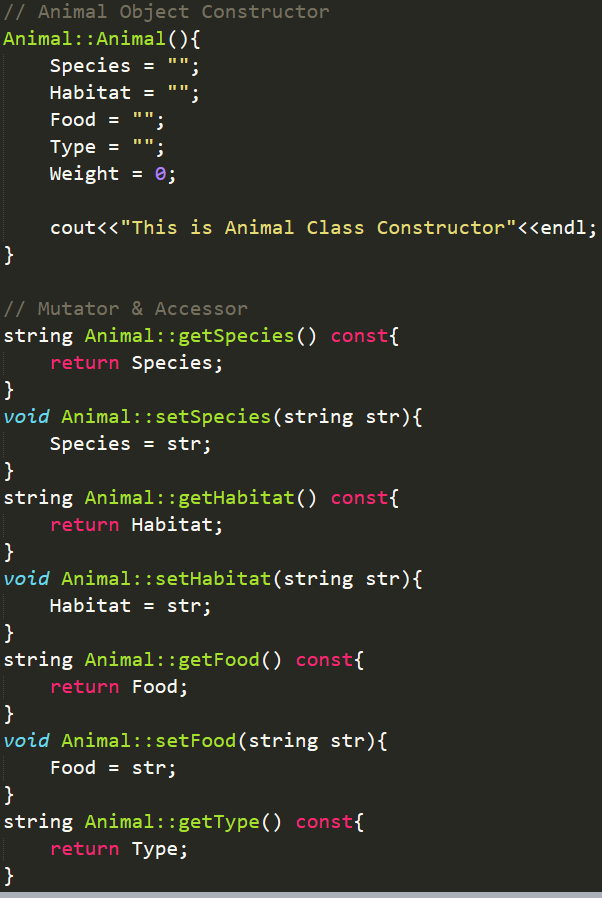 // Animal Object Constructor
Animal::Animal(){
    Species = "";
    Habitat = "";
    Food = "";
    Type = "";
    Weight = 0;

    cout<<"This is Animal Class Constructor"<<endl;
}

// Mutator & Accessor
string Animal::getSpecies() const{
    return Species;
}
void Animal::setSpecies(string str){
    Species = str;
}
string Animal::getHabitat() const{
    return Habitat;
}
void Animal::setHabitat(string str){
    Habitat = str;
}
string Animal::getFood() const{
    return Food;
}
void Animal::setFood(string str){
    Food = str;
}
string Animal::getType() const{
    return Type;
}